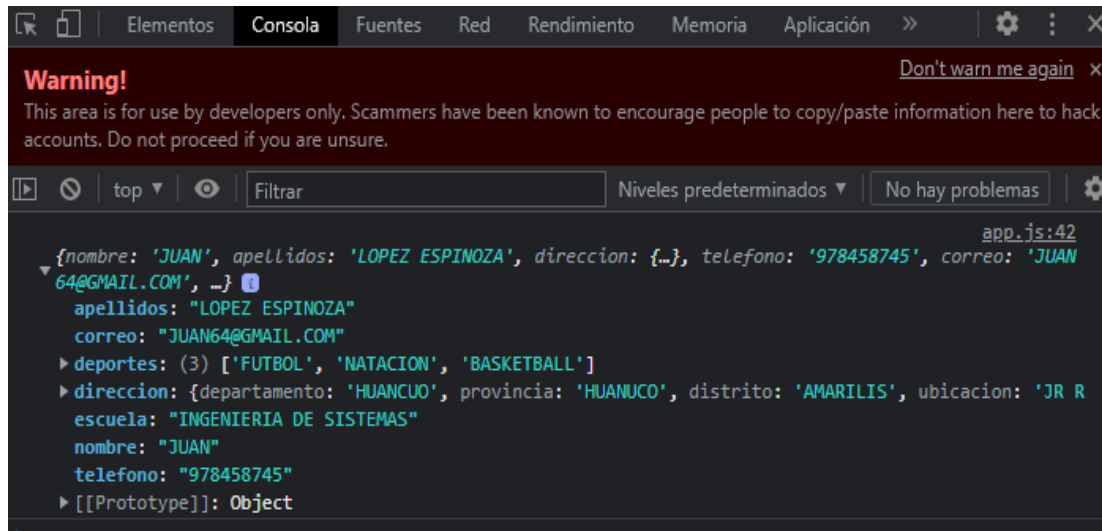 Elementos Consola Fuentes Red Rendimiento Memoria Aplicación »
Don't warn me again ×
Warning!
This area is for use by developers only. Scammers have been known to encourage people to copy/paste information here to hack
accounts. Do not proceed if you are unsure.
top ▼ Filtrar Niveles predeterminados ▼ No hay problemas
app.js:42
{nombre: 'JUAN', apellidos: 'LOPEZ ESPINOZA', direccion: {…}, telefono: '978458745', correo: 'JUAN
64@GMAIL.COM', …} i
apellidos: "LOPEZ ESPINOZA"
correo: "JUAN64@GMAIL.COM"
▶ deportes: (3) ['FUTBOL', 'NATACION', 'BASKETBALL']
▶ direccion: {departamento: 'HUANCUO', provincia: 'HUANUCO', distrito: 'AMARILIS', ubicacion: 'JR R
escuela: "INGENIERIA DE SISTEMAS"
nombre: "JUAN"
telefono: "978458745"
▶ [[Prototype]]: Object